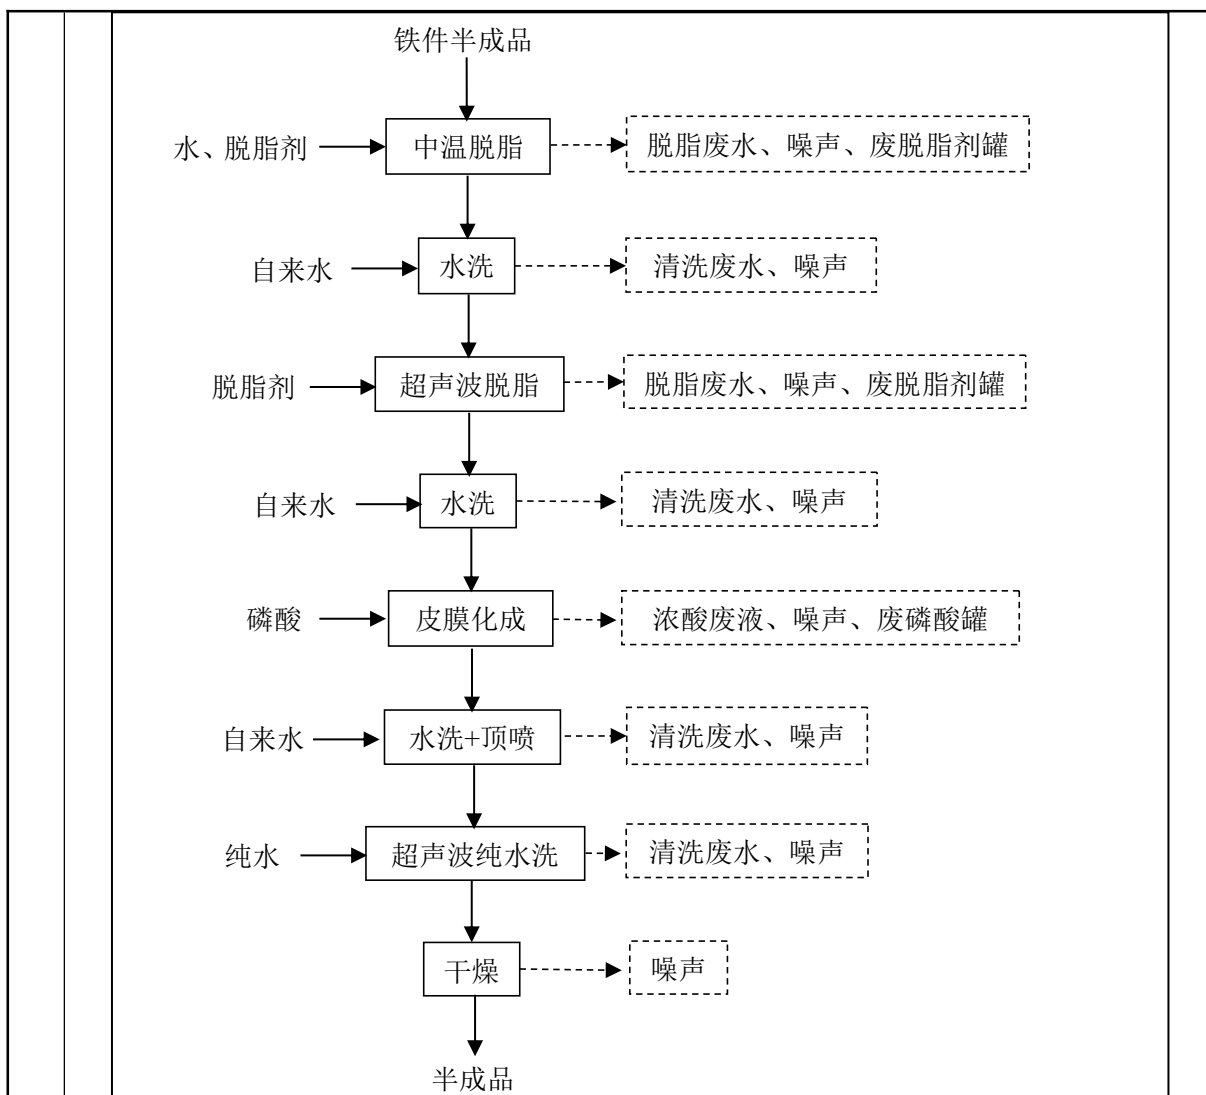 铁件半成品
水、脱脂剂 中温脱脂 脱脂废水、噪声、废脱脂剂罐
自来水 水洗 清洗废水、噪声
脱脂剂 超声波脱脂 脱脂废水、噪声、废脱脂剂罐
自来水 水洗 清洗废水、噪声
磷酸 皮膜化成 浓酸废液、噪声、废磷酸罐
自来水 水洗+顶喷 清洗废水、噪声
纯水 超声波纯水洗 清洗废水、噪声
干燥 噪声
半成品